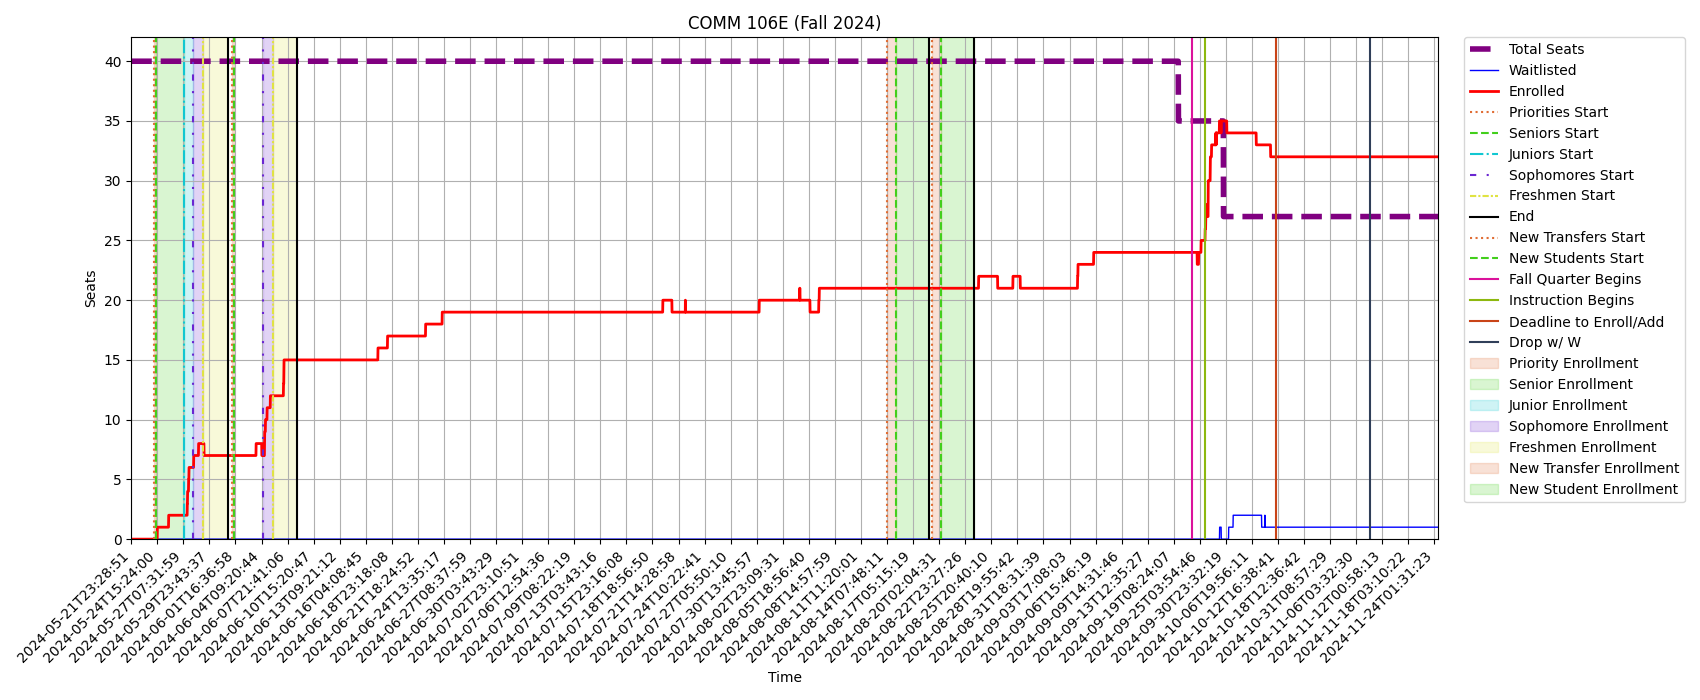 COMM 106E (Fall 2024)
Seats
40
35
30
25
20
15
10
5
0
2024-05-21T23:28:51
2024-05-24T15:24:00
2024-05-27T07:31:59
2024-05-29T23:43:37
2024-06-01T16:36:58
2024-06-04T09:20:44
2024-06-07T21:41:06
2024-06-10T15:20:47
2024-06-13T09:21:12
2024-06-16T04:08:45
2024-06-18T23:18:08
2024-06-21T18:24:52
2024-06-24T13:35:17
2024-06-27T08:37:59
2024-06-30T03:43:29
2024-07-02T23:10:51
2024-07-06T12:54:36
2024-07-09T08:22:19
2024-07-13T03:43:16
2024-07-15T23:16:08
2024-07-18T18:56:50
2024-07-21T14:28:58
2024-07-24T10:22:41
2024-07-27T05:50:10
2024-07-30T13:45:57
2024-08-02T23:09:31
2024-08-05T18:56:40
2024-08-08T14:57:59
2024-08-11T11:20:01
2024-08-14T07:48:11
2024-08-17T05:15:19
2024-08-20T02:04:31
2024-08-22T23:27:26
2024-08-25T20:40:10
2024-08-28T19:55:42
2024-08-31T18:31:39
2024-09-03T17:08:03
2024-09-06T15:46:19
2024-09-09T14:31:46
2024-09-13T12:35:27
2024-09-19T08:24:07
2024-09-25T03:54:46
2024-09-30T23:32:19
2024-10-06T19:56:11
2024-10-12T16:38:41
2024-10-18T12:36:42
2024-10-31T08:57:29
2024-11-06T03:32:30
2024-11-12T00:58:13
2024-11-18T03:10:22
2024-11-24T01:31:23
Time
Total Seats
Waitlisted
Enrolled
Priorities Start
Seniors Start
Juniors Start
Sophomores Start
Freshmen Start
End
New Transfers Start
New Students Start
Fall Quarter Begins
Instruction Begins
Deadline to Enroll/Add
Drop w/ W
Priority Enrollment
Senior Enrollment
Junior Enrollment
Sophomore Enrollment
Freshmen Enrollment
New Transfer Enrollment
New Student Enrollment